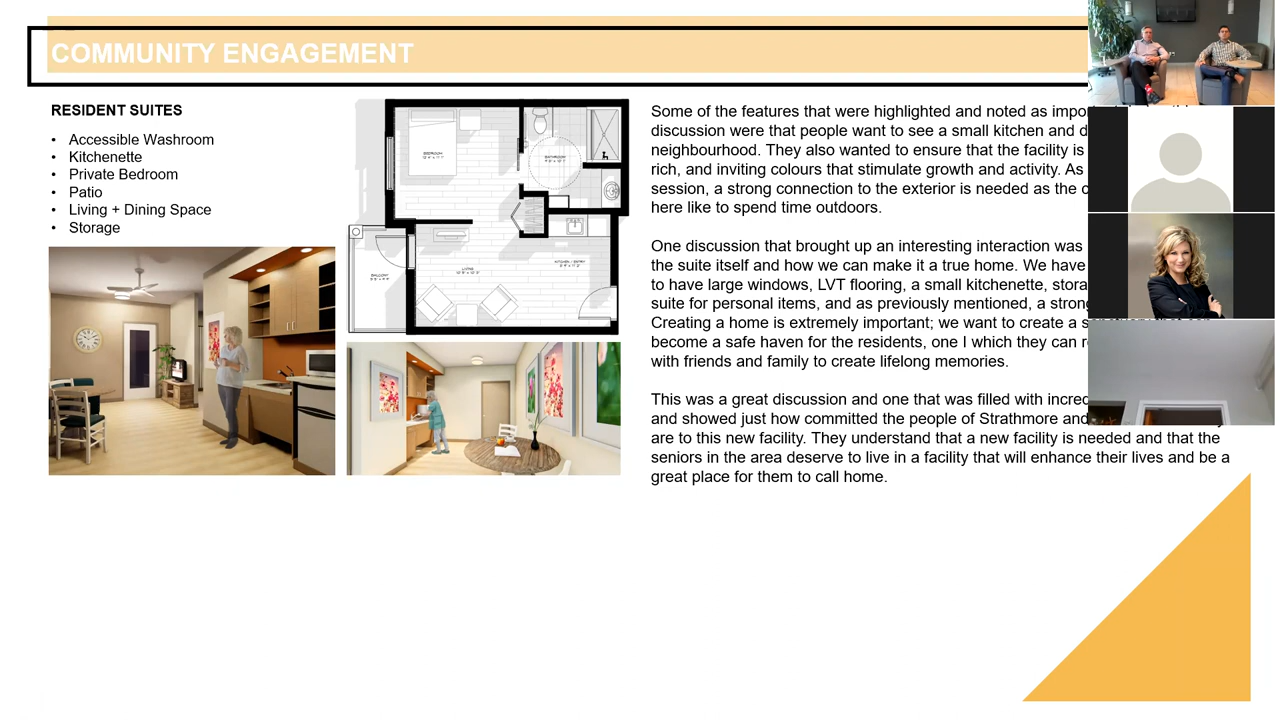 COMMUNITY ENGAGEMENT
RESIDENT SUITES
• Accessible Washroom
• Kitchenette
• Private Bedroom
• Patio
• Living + Dining Space
• Storage
BEDROOM
BATHROOM
LIVING
KITCHEN / ENTRY
BALCONY
Some of the features that were highlighted and noted as
discussion were that people want to see a small kitchen and
neighbourhood. They also wanted to ensure that the facility is
rich, and inviting colours that stimulate growth and activity. As
session, a strong connection to the exterior is needed as the
here like to spend time outdoors.
One discussion that brought up an interesting interaction was
the suite itself and how we can make it a true home. We have
to have large windows, LVT flooring, a small kitchenette,
suite for personal items, and as previously mentioned, a
Creating a home is extremely important; we want to create a
become a safe haven for the residents, one I which they can
with friends and family to create lifelong memories.
This was a great discussion and one that was filled with
and showed just how committed the people of Strathmore and
are to this new facility. They understand that a new facility is needed and that the
seniors in the area deserve to live in a facility that will enhance their lives and be a
great place for them to call home.